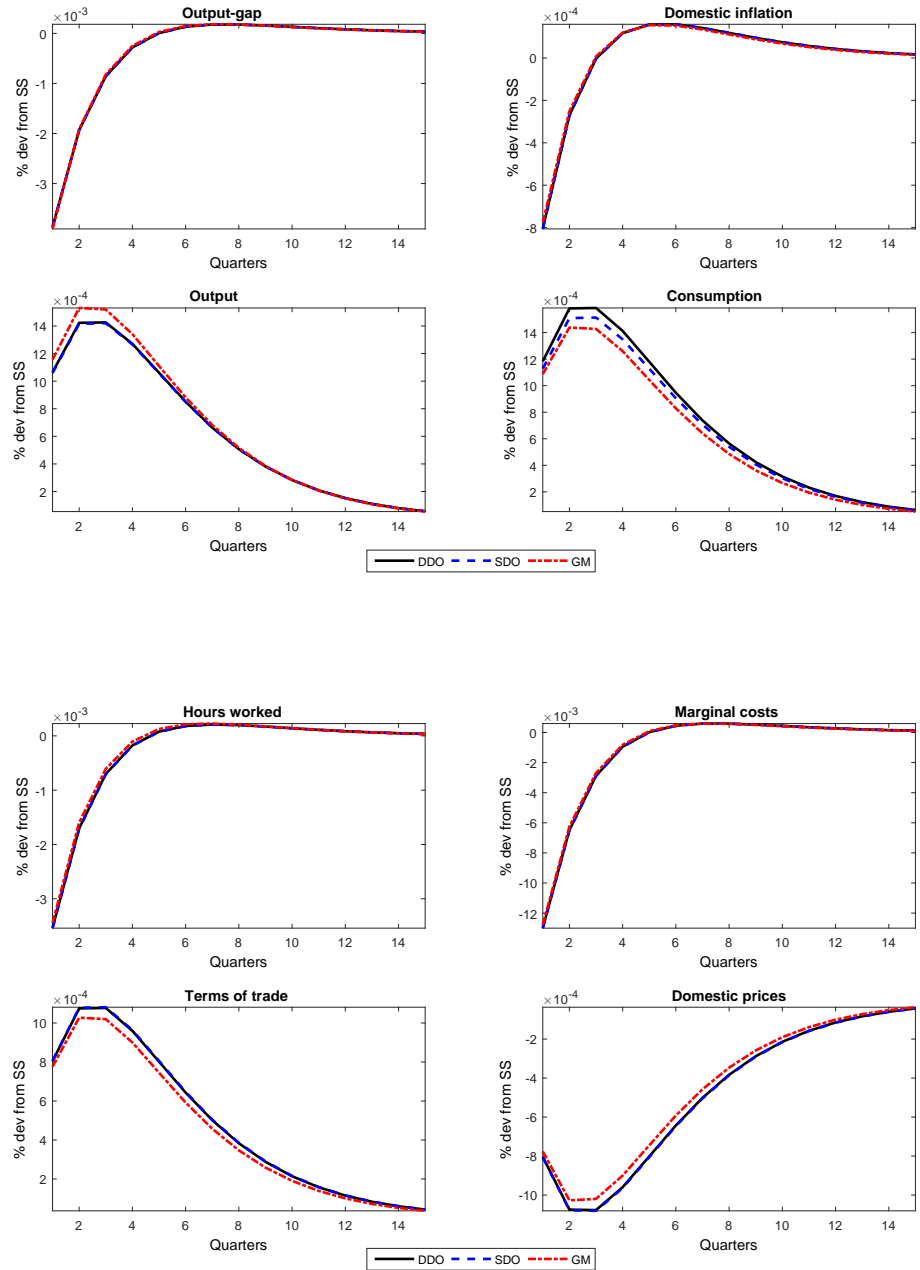 Output-gap
×10-3
0
-1
-2
-3
% dev from SS
2 4 6 8 10 12 14
Quarters
Domestic inflation
×10-4
0
-2
-4
-6
-8
% dev from SS
2 4 6 8 10 12 14
Quarters
Output
×10-4
14
12
10
8
6
4
2
% dev from SS
2 4 6 8 10 12 14
Quarters
Consumption
×10-4
14
12
10
8
6
4
2
% dev from SS
2 4 6 8 10 12 14
Quarters
DDO SDO GM
Hours worked
×10-3
0
-1
-2
-3
% dev from SS
2 4 6 8 10 12 14
Quarters
Marginal costs
×10-3
0
-2
-4
-6
-8
-10
-12
% dev from SS
2 4 6 8 10 12 14
Quarters
Terms of trade
×10-4
10
8
6
4
2
% dev from SS
2 4 6 8 10 12 14
Quarters
Domestic prices
×10-4
-2
-4
-6
-8
-10
% dev from SS
2 4 6 8 10 12 14
Quarters
DDO SDO GM